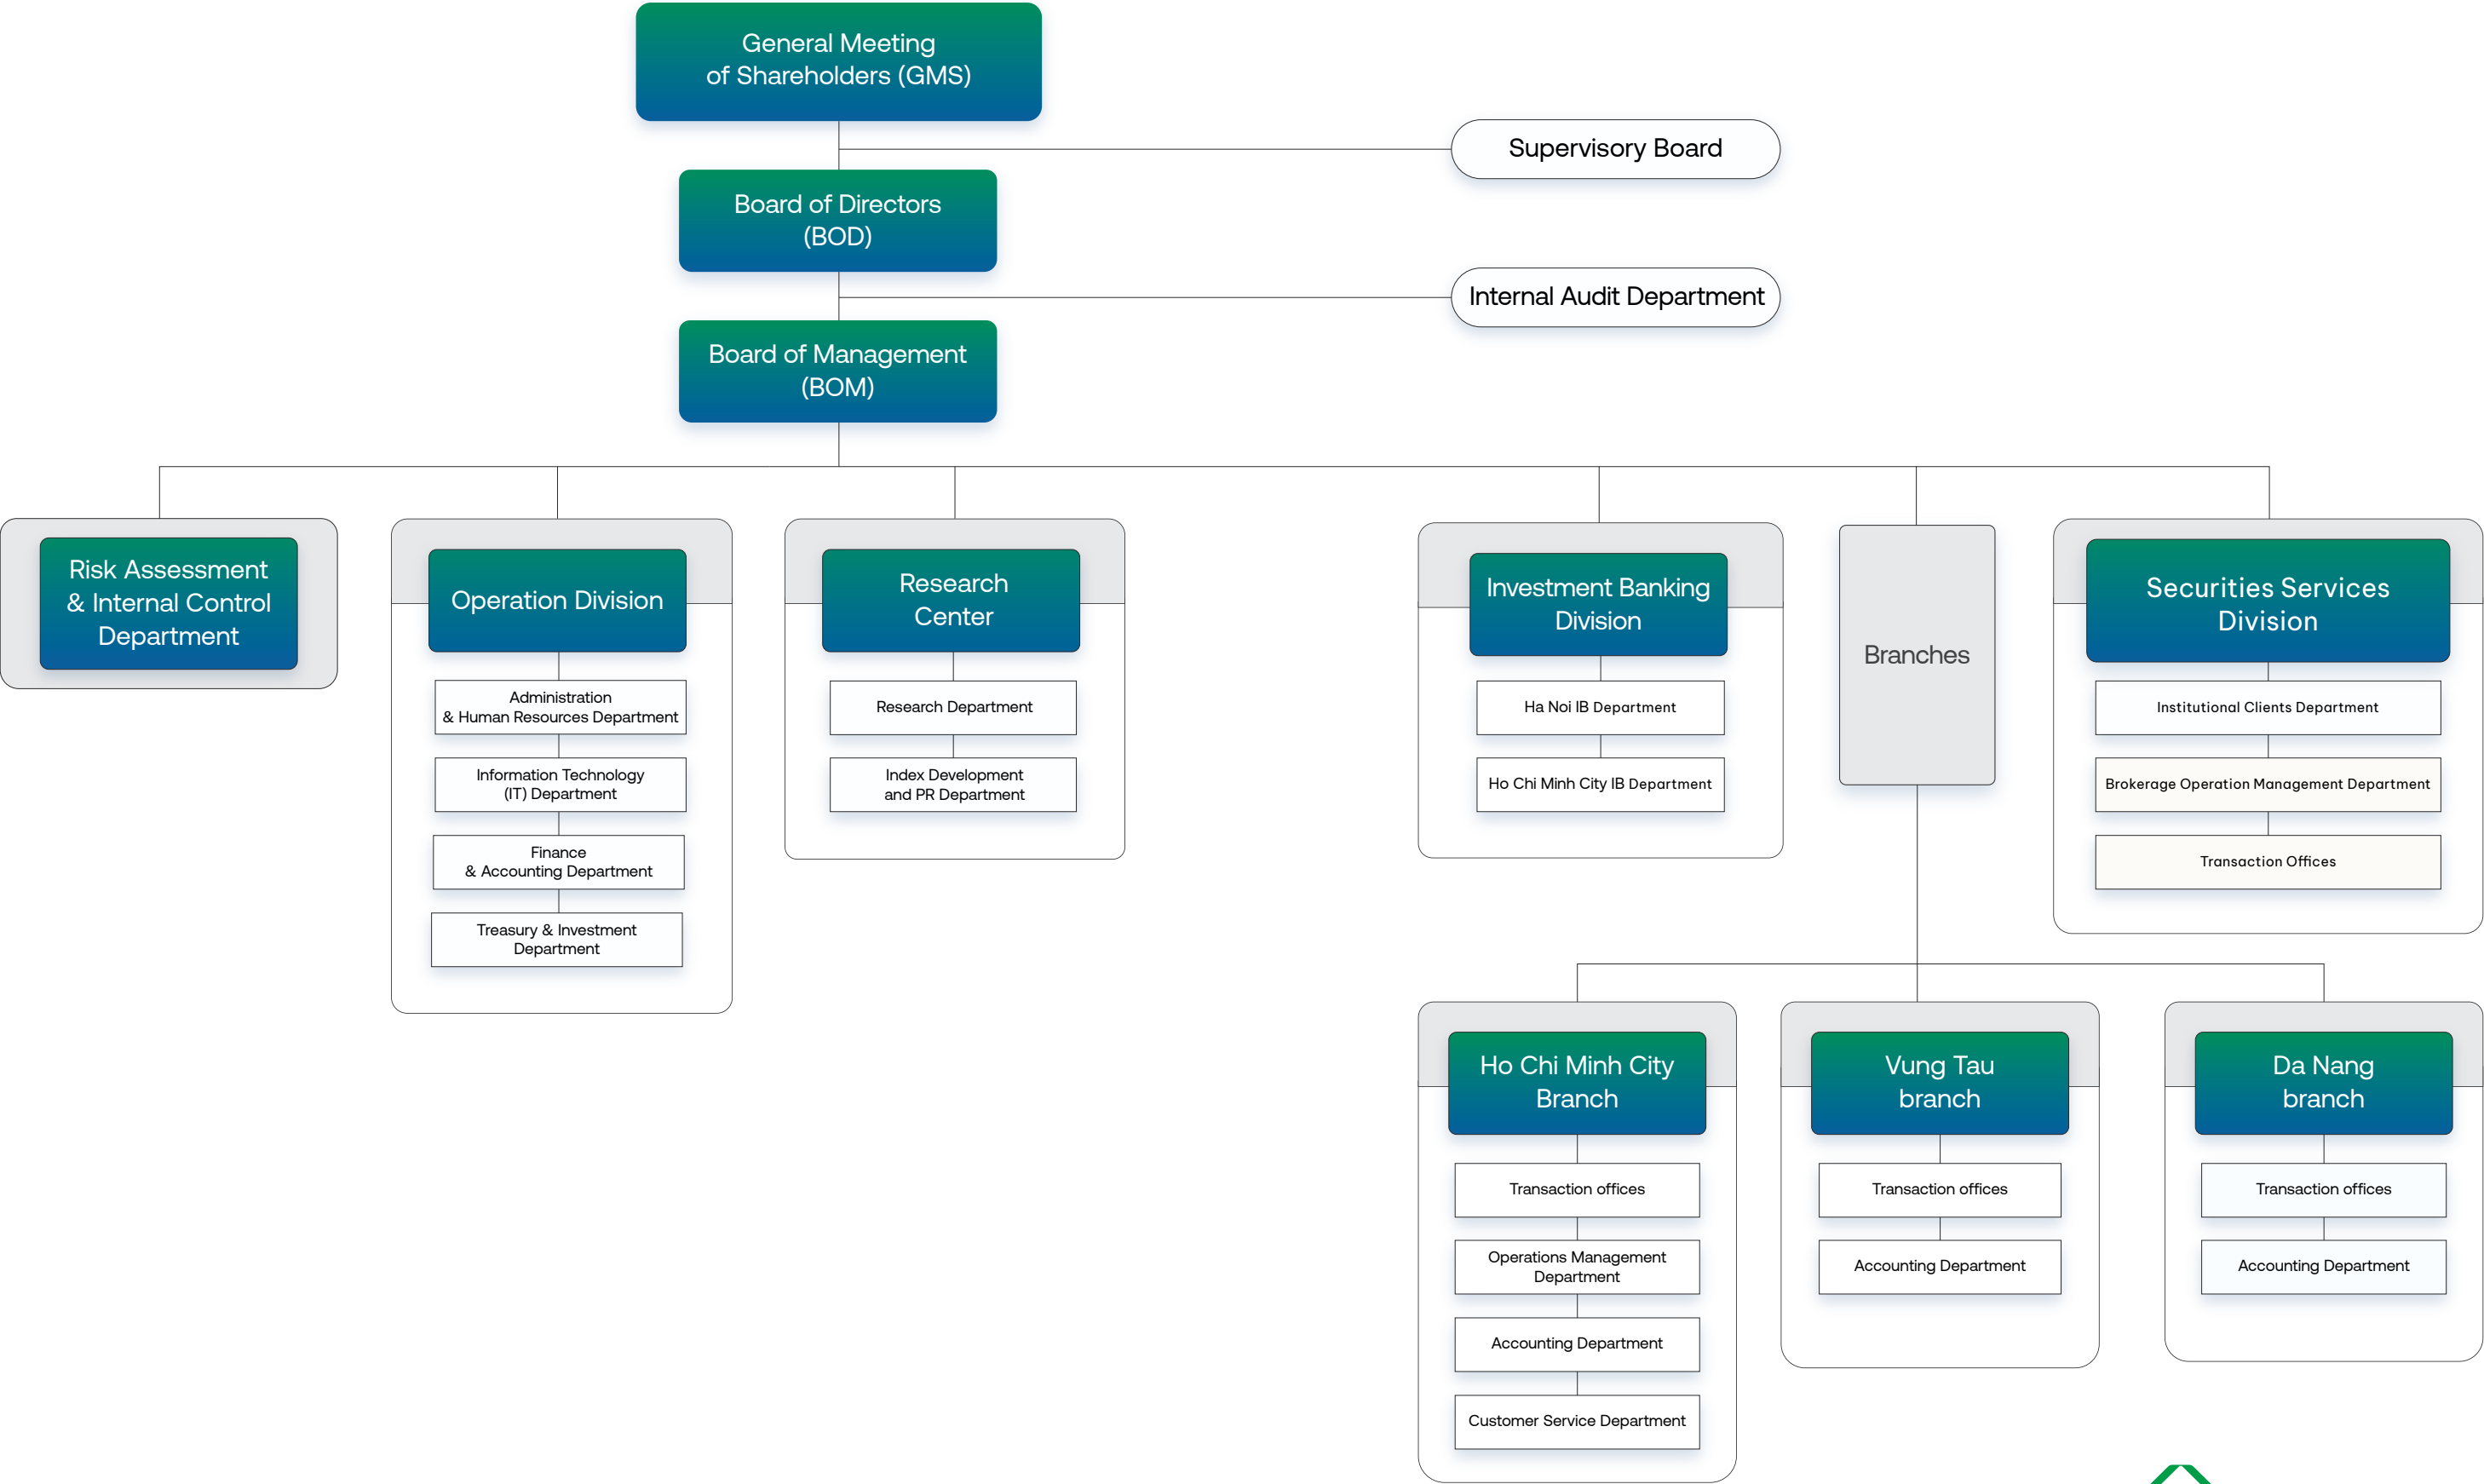 General Meeting
of Shareholders (GMS)
Supervisory Board
Board of Directors
(BOD)
Internal Audit Department
Board of Management
(BOM)
Risk Assessment
& Internal Control
Department
Operation Division
Administration
& Human Resources Department
Information Technology
(IT) Department
Finance
& Accounting Department
Treasury & Investment
Department
Research
Center
Research Department
Index Development
and PR Department
Investment Banking
Division
Ha Noi IB Department
Ho Chi Minh City IB Department
Branches
Securities Services
Division
Institutional Clients Department
Brokerage Operation Management Department
Transaction Offices
Ho Chi Minh City
Branch
Transaction offices
Operations Management
Department
Accounting Department
Customer Service Department
Vung Tau
branch
Transaction offices
Accounting Department
Da Nang
branch
Transaction offices
Accounting Department